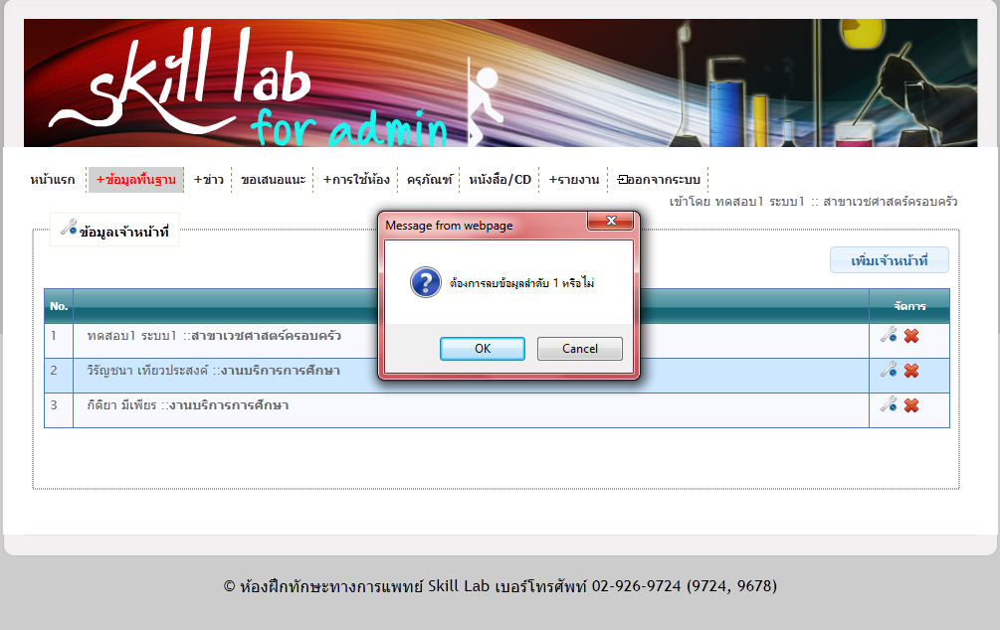 skill lab
for admin
หน้าแรก +ข้อมูลพื้นฐาน +ข่าว ขอเสนอแนะ +การใช้ห้อง ครุภัณฑ์ หนังสือ/CD +รายงาน ออกจากระบบ
เข้าโดย ทดสอบ1 ระบบ1 :: สาขาเวชศาสตร์ครอบครัว
ข้อมูลเจ้าหน้าที่
เพิ่มเจ้าหน้าที่
Message from webpage
ต้องการลบข้อมูลลำดับ 1 หรือไม่
OK Cancel
No. จัดการ
1 ทดสอบ1 ระบบ1 ::สาขาเวชศาสตร์ครอบครัว
2 วิรัญชนา เทียวประสงค์ ::งานบริการการศึกษา
3 กิติยา มีเพียร ::งานบริการการศึกษา
© ห้องฝึกทักษะทางการแพทย์ Skill Lab เบอร์โทรศัพท์ 02-926-9724 (9724, 9678)